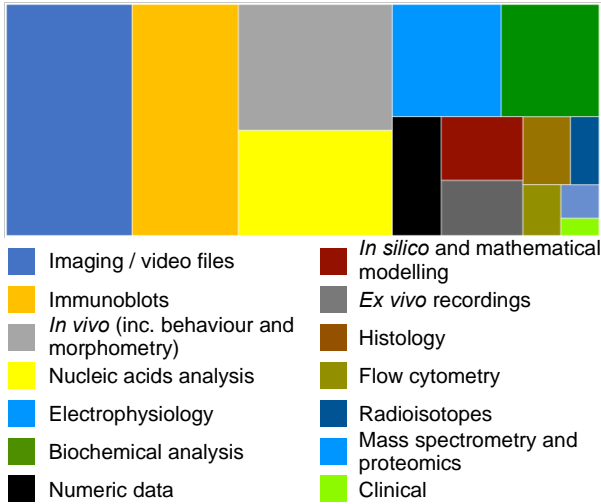 Imaging / video files
Immunoblots
In vivo (inc. behaviour and
morphometry)
Nucleic acids analysis
Electrophysiology
Biochemical analysis
Numeric data
In silico and mathematical
modelling
Ex vivo recordings
Histology
Flow cytometry
Radioisotopes
Mass spectrometry and
proteomics
Clinical